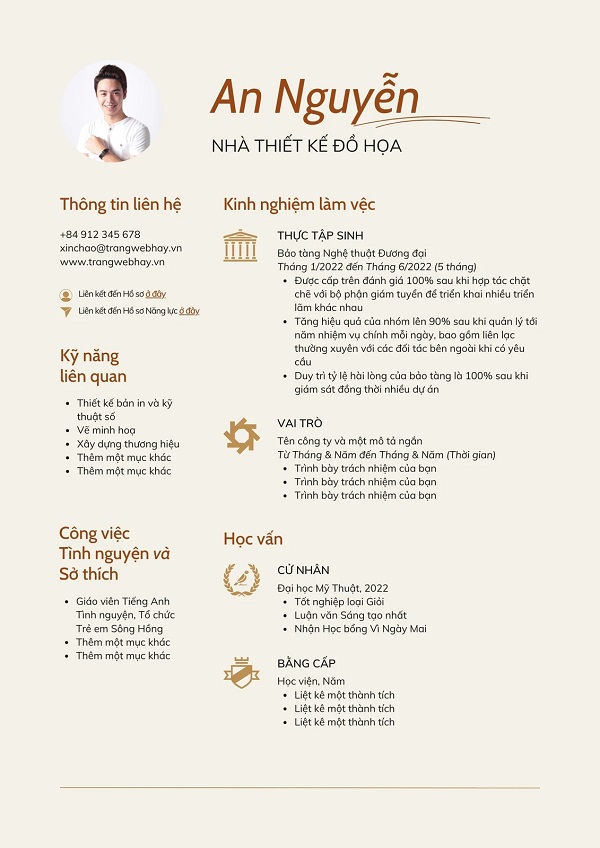 An Nguyễn
NHÀ THIẾT KẾ ĐỒ HỌA
Thông tin liên hệ
+84 912 345 678
xinchao@trangwebhay.vn
www.trangwebhay.vn
Liên kết đến Hồ sơ ở đây
Liên kết đến Hồ sơ Năng lực ở đây
Kỹ năng
liên quan
Thiết kế bản in và kỹ
thuật số
Vẽ minh hoạ
Xây dựng thương hiệu
Thêm một mục khác
Thêm một mục khác
Công việc
Tình nguyện và
Sở thích
Giáo viên Tiếng Anh
Tình nguyện, Tổ chức
Trẻ em Sông Hồng
Thêm một mục khác
Thêm một mục khác
Kinh nghiệm làm vệc
THỰC TẬP SINH
Bảo tàng Nghệ thuật Đương đại
Tháng 1/2022 đến Tháng 6/2022 (5 tháng)
Được cấp trên đánh giá 100% sau khi hợp tác chặt
chẽ với bộ phận giám tuyển để triển khai nhiều triển
lãm khác nhau
Tăng hiệu quả của nhóm lên 90% sau khi quản lý tới
năm nhiệm vụ chính mỗi ngày, bao gồm liên lạc
thường xuyên với các đối tác bên ngoài khi có yêu
cầu
Duy trì tỷ lệ hài lòng của bảo tàng là 100% sau khi
giám sát đồng thời nhiều dự án
VAI TRÒ
Tên công ty và một mô tả ngắn
Từ Tháng & Năm đến Tháng & Năm (Thời gian)
Trình bày trách nhiệm của bạn
Trình bày trách nhiệm của bạn
Trình bày trách nhiệm của bạn
Học vấn
CỬ NHÂN
Đại học Mỹ Thuật, 2022
Tốt nghiệp loại Giỏi
Luận văn Sáng tạo nhất
Nhận Học bổng Vì Ngày Mai
BẰNG CẤP
Học viện, Năm
Liệt kê một thành tích
Liệt kê một thành tích
Liệt kê một thành tích